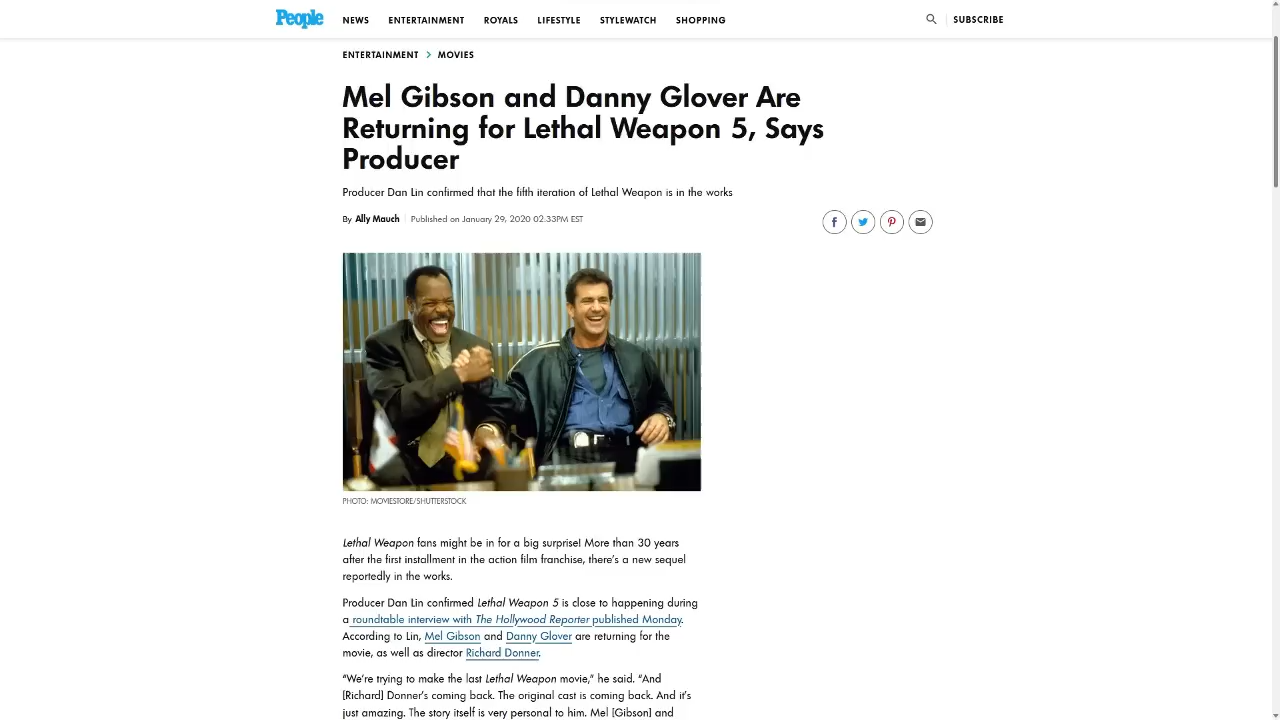 People NEWS ENTERTAINMENT ROYALS LIFESTYLE STYLEWATCH SHOPPING SUBSCRIBE
ENTERTAINMENT > MOVIES
Mel Gibson and Danny Glover Are
Returning for Lethal Weapon 5, Says
Producer
Producer Dan Lin confirmed that the fifth iteration of Lethal Weapon is in the works
By Ally Mauch Published on January 29, 2020 02:33PM EST
PHOTO: MOVIESTORE/SHUTTERSTOCK
Lethal Weapon fans might be in for a big surprise! More than 30 years
after the first installment in the action film franchise, there's a new sequel
reportedly in the works.
Producer Dan Lin confirmed Lethal Weapon 5 is close to happening during
a roundtable interview with The Hollywood Reporter published Monday.
According to Lin, Mel Gibson and Danny Glover are returning for the
movie, as well as director Richard Donner.
“We're trying to make the last Lethal Weapon movie,” he said. “And
[Richard] Donner's coming back. The original cast is coming back. And it's
just amazing. The story itself is very personal to him. Mel [Gibson] and